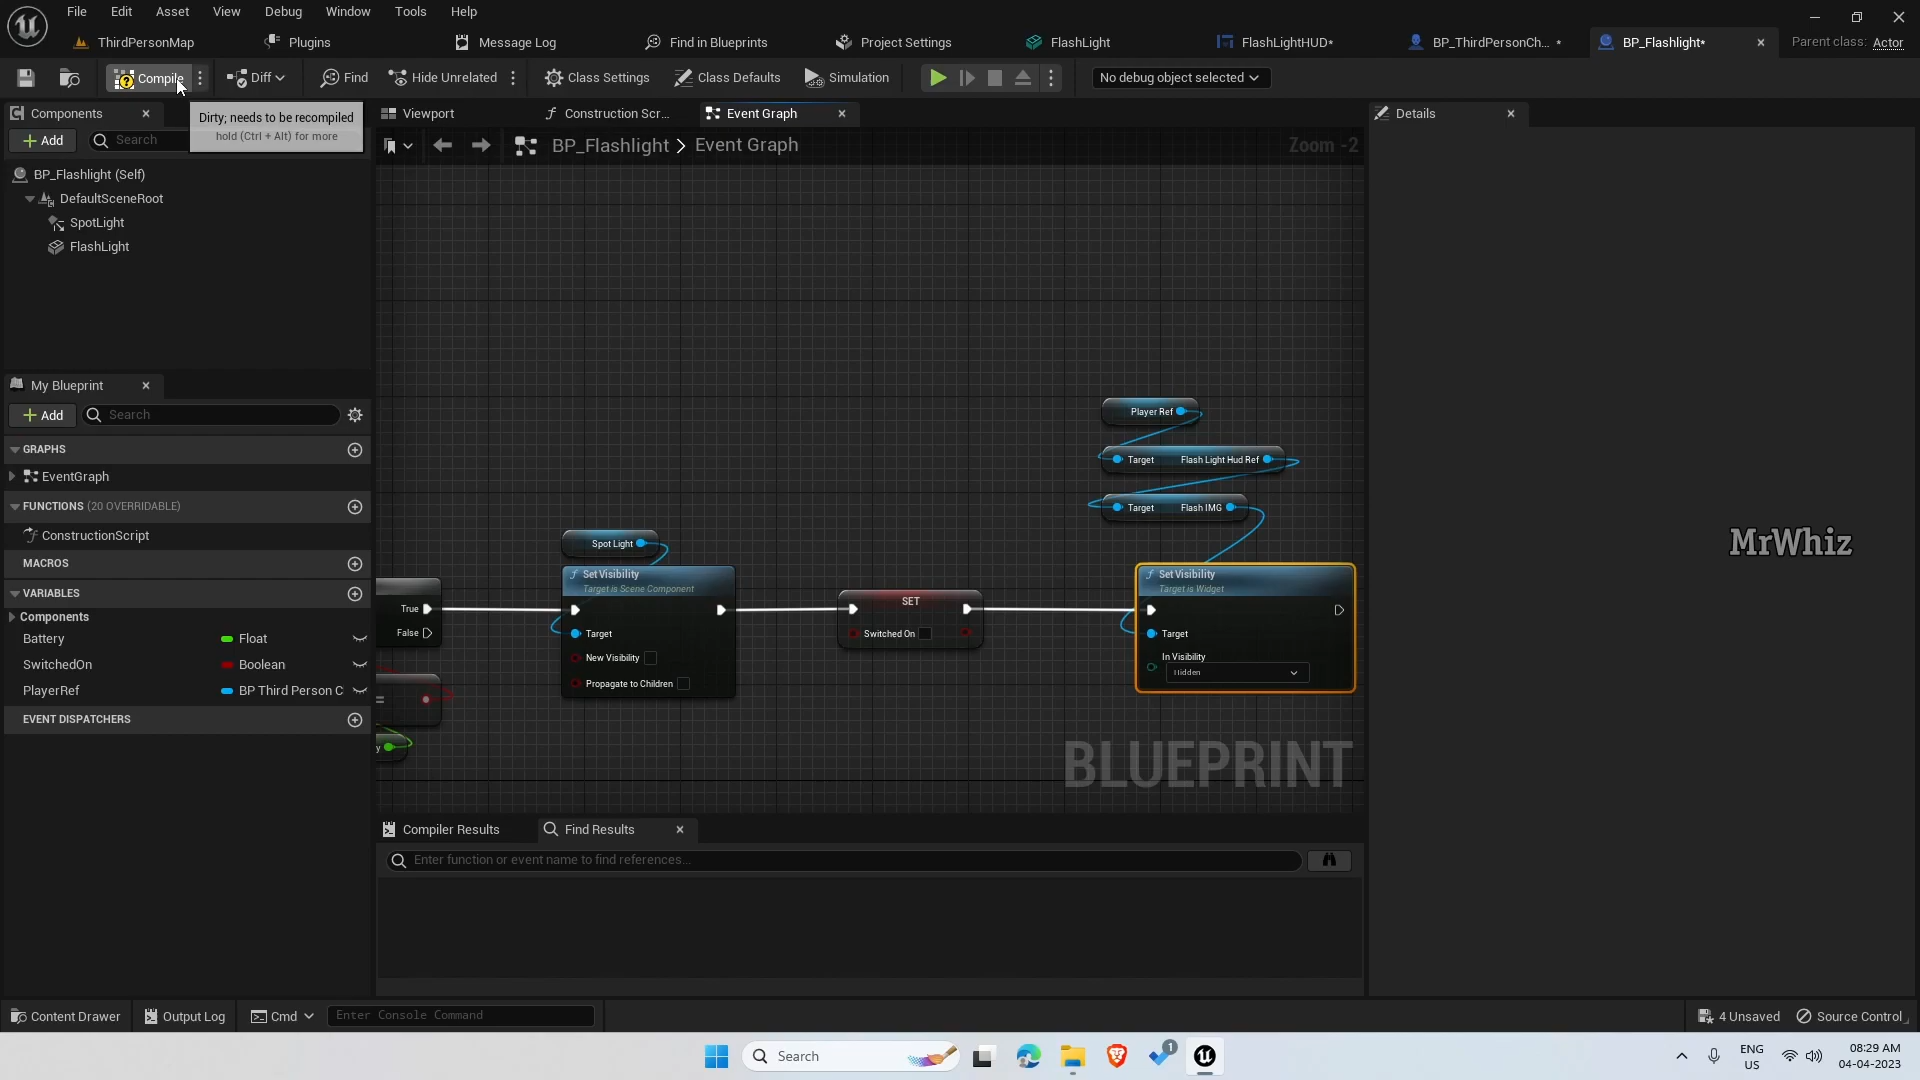 File Edit Asset View Debug Window Tools Help
ThirdPersonMap Plugins Message Log Find in Blueprints Project Settings FlashLight FlashLightHUD* BP_ThirdPersonCh... * BP_Flashlight* Parent class: Actor
Compile Diff Find Hide Unrelated Class Settings Class Defaults Simulation No debug object selected
Components Viewport Construction Scr... Event Graph Details
Dirty; needs to be recompiled
hold (Ctrl + Alt) for more
Add Search
BP_Flashlight > Event Graph Zoom -2
BP_Flashlight (Self)
DefaultSceneRoot
SpotLight
FlashLight
My Blueprint
Add Search
GRAPHS
EventGraph
FUNCTIONS (20 OVERRIDABLE)
ConstructionScript
MACROS
VARIABLES
Components
Battery Float
SwitchedOn Boolean
PlayerRef BP Third Person C
EVENT DISPATCHERS
True
False
=
y
Spot Light
Set Visibility
Target is Scene Component
Target
New Visibility
Propagate to Children
SET
Switched On
Player Ref
Target Flash Light Hud Ref
Target Flash IMG
Set Visibility
Target is Widget
Target
In Visibility
Hidden
BLUEPRINT
MrWhiz
Compiler Results Find Results
Enter function or event name to find references...
Content Drawer Output Log Cmd Enter Console Command 4 Unsaved Source Control
Search 1 ENG
US
08:29 AM
04-04-2023